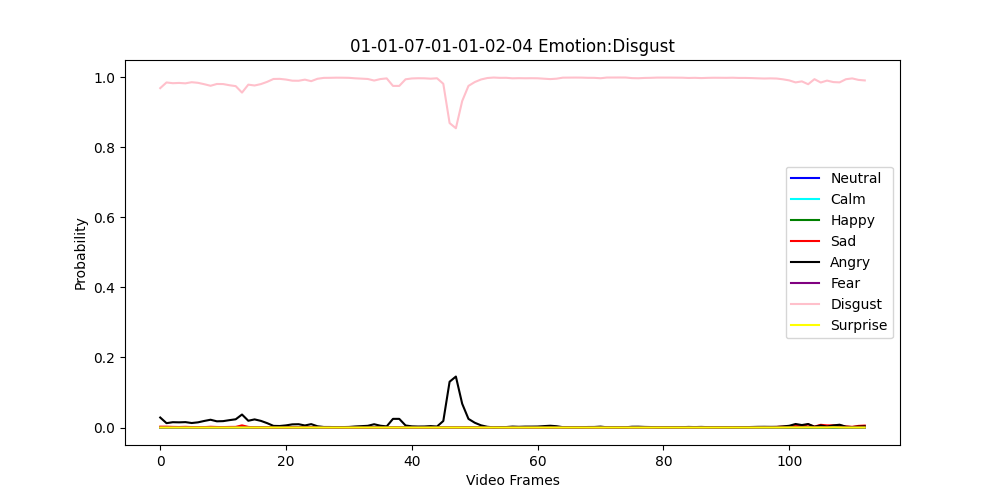 01-01-07-01-01-02-04 Emotion:Disgust
1.0
0.8
0.6
0.4
0.2
0.0
Probability
Neutral
Calm
Happy
Sad
Angry
Fear
Disgust
Surprise
0 20 40 60 80 100
Video Frames